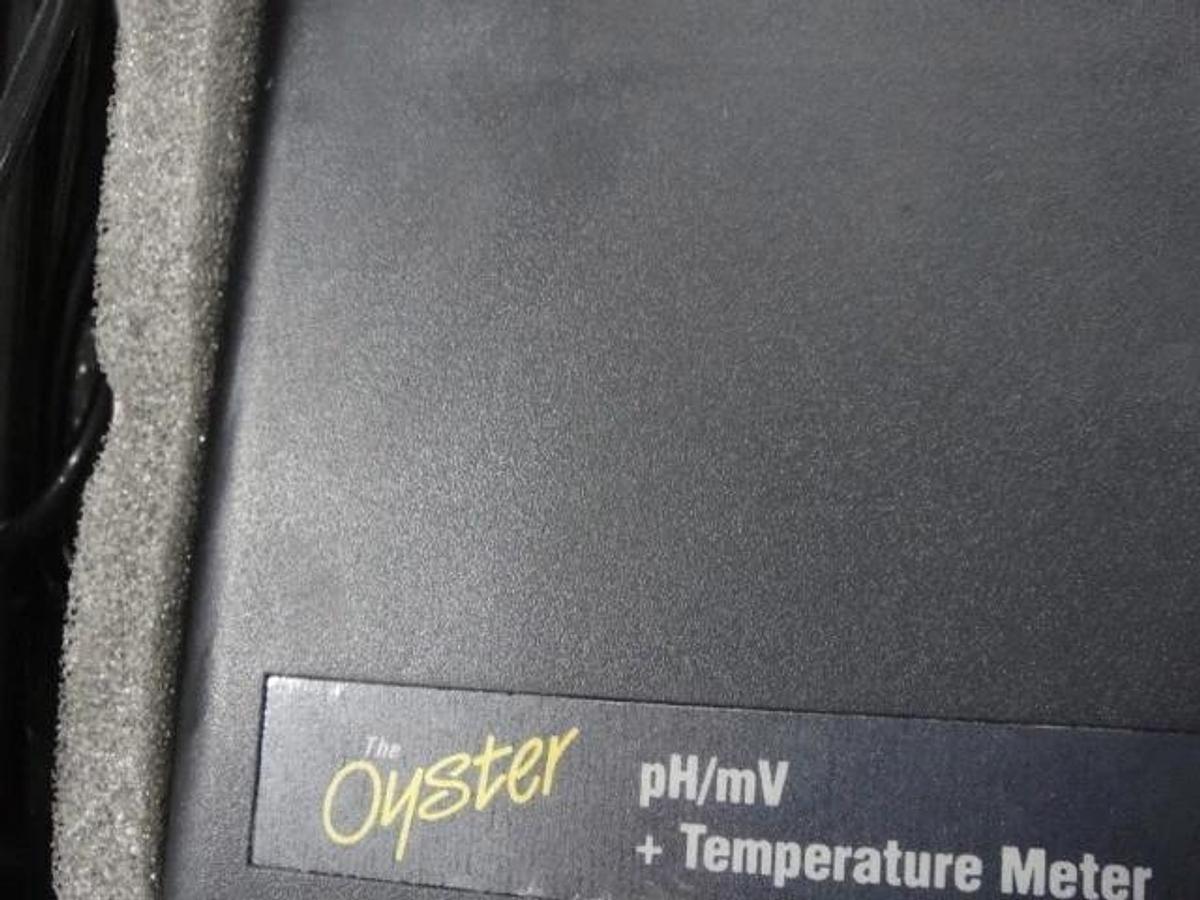 The
Oyster
pH/mV
+ Temperature Meter